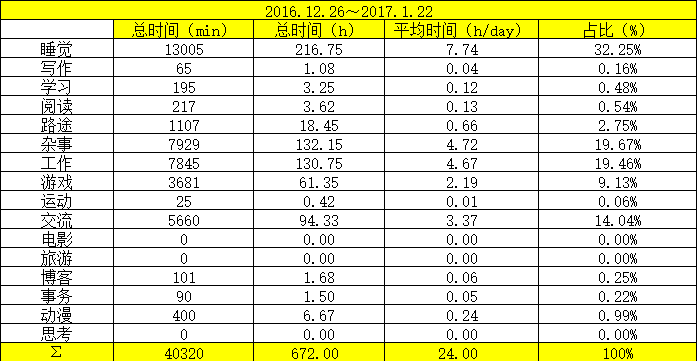 2016.12.26～2017.1.22
总时间（min） 总时间（h） 平均时间（h/day） 占比（%）
睡觉 13005 216.75 7.74 32.25%
写作 65 1.08 0.04 0.16%
学习 195 3.25 0.12 0.48%
阅读 217 3.62 0.13 0.54%
路途 1107 18.45 0.66 2.75%
杂事 7929 132.15 4.72 19.67%
工作 7845 130.75 4.67 19.46%
游戏 3681 61.35 2.19 9.13%
运动 25 0.42 0.01 0.06%
交流 5660 94.33 3.37 14.04%
电影 0 0.00 0.00 0.00%
旅游 0 0.00 0.00 0.00%
博客 101 1.68 0.06 0.25%
事务 90 1.50 0.05 0.22%
动漫 400 6.67 0.24 0.99%
思考 0 0.00 0.00 0.00%
Σ 40320 672.00 24.00 100%